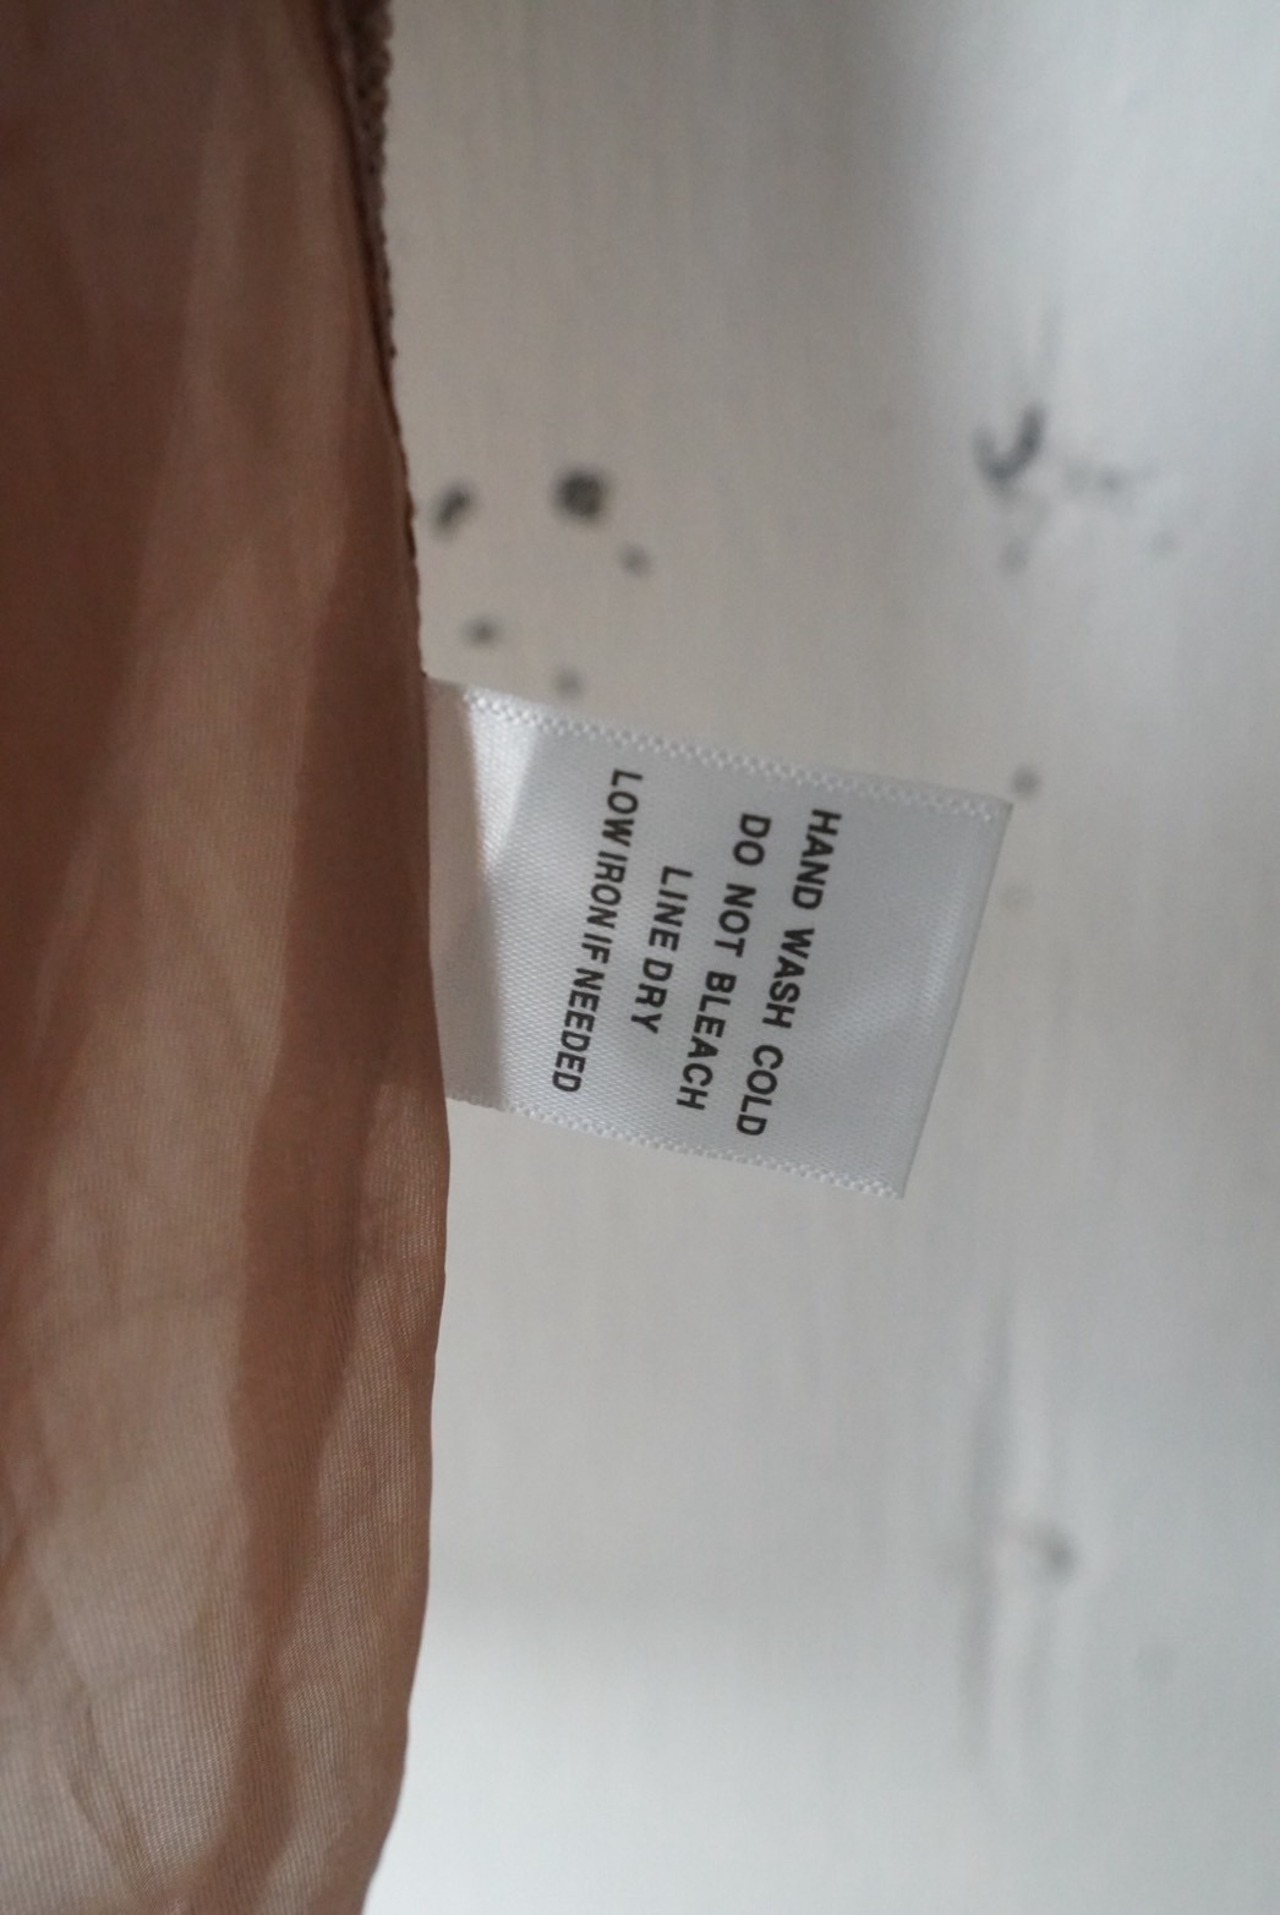 HAND WASH COLD
DO NOT BLEACH
LINE DRY
LOW IRON IF NEEDED